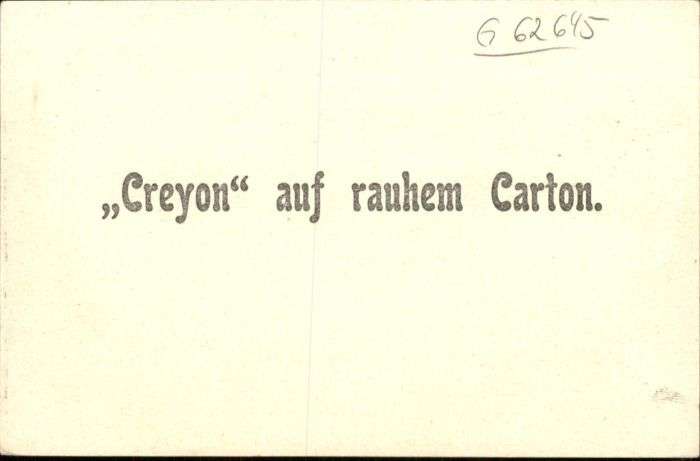 G 62645
„Creyon“ auf rauhem Carton.